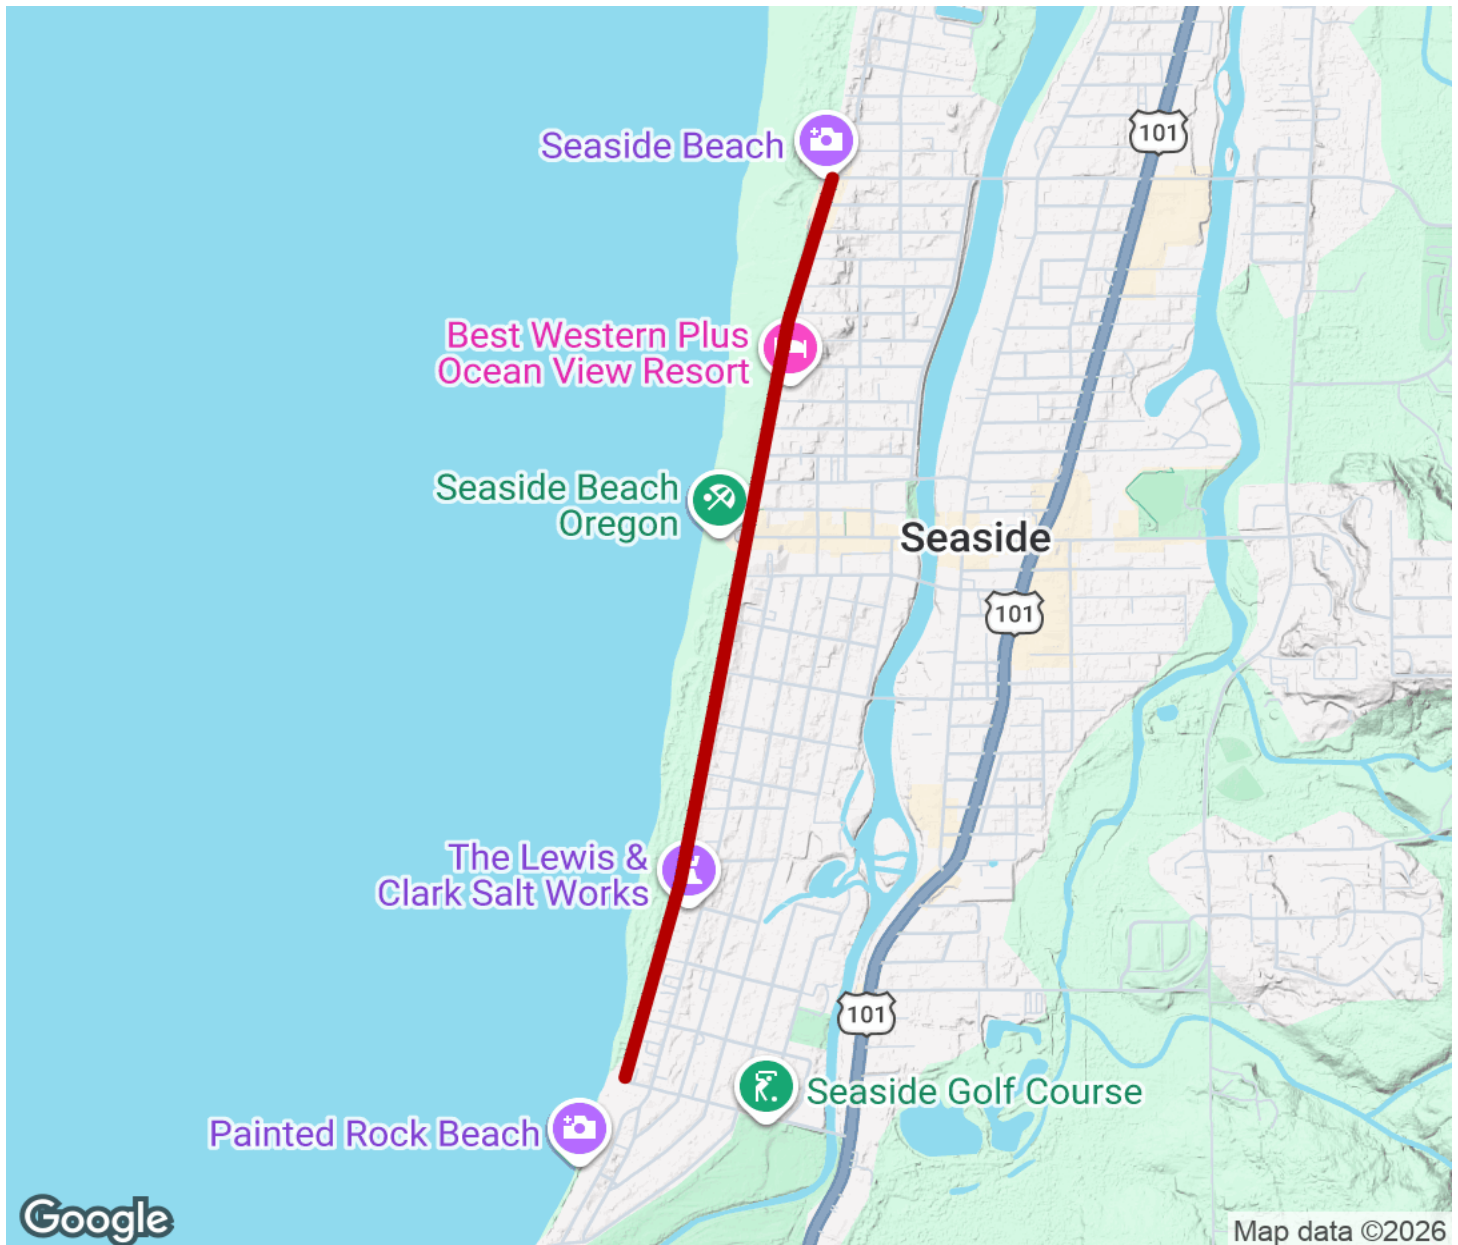 Seaside Beach
101
Best Western Plus
Ocean View Resort
Seaside Beach
Oregon
Seaside
101
The Lewis &
Clark Salt Works
101
Seaside Golf Course
Painted Rock Beach
Google
Map data ©2026